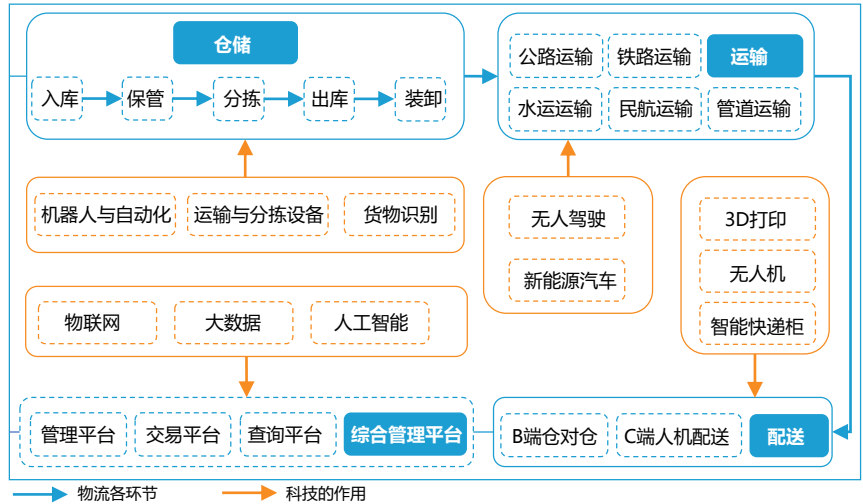 仓储
入库
保管
分拣
出库
装卸
公路运输
铁路运输
运输
水运运输
民航运输
管道运输
机器人与自动化
运输与分拣设备
货物识别
无人驾驶
新能源汽车
3D打印
无人机
智能快递柜
物联网
大数据
人工智能
管理平台
交易平台
查询平台
综合管理平台
B端仓对仓
C端人机配送
配送
物流各环节
科技的作用